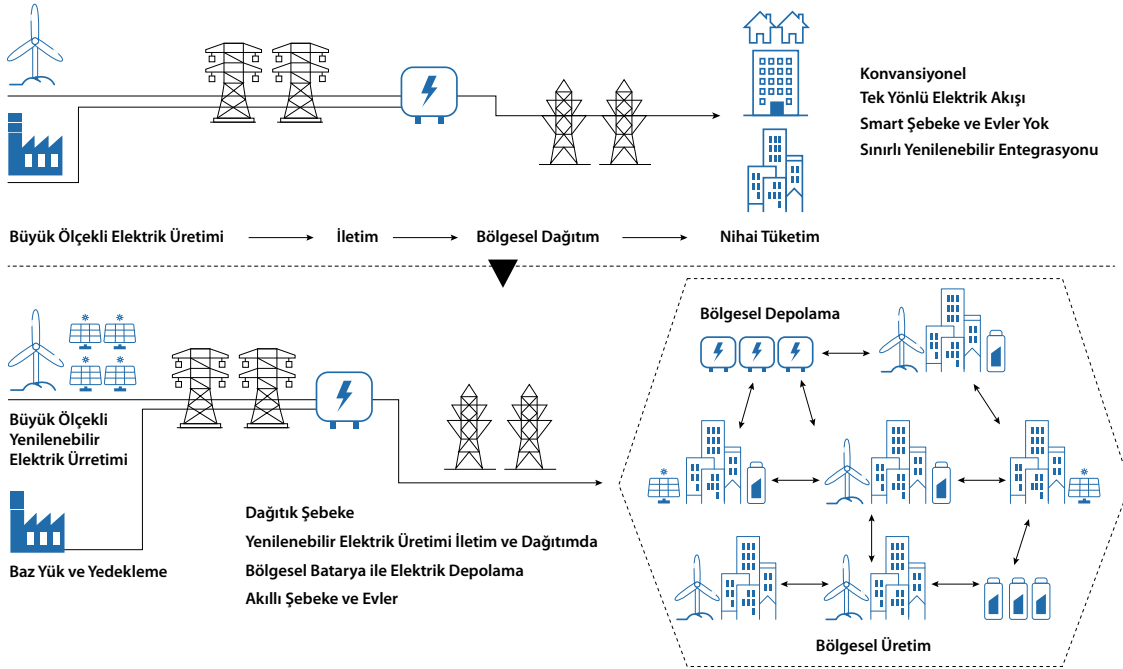 Konvansiyonel
Tek Yönlü Elektrik Akışı
Smart Şebeke ve Evler Yok
Sınırlı Yenilenebilir Entegrasyonu
Büyük Ölçekli Elektrik Üretimi
İletim
Bölgesel Dağıtım
Nihai Tüketim
Bölgesel Depolama
Büyük Ölçekli
Yenilenebilir
Elektrik Ürretimi
Baz Yük ve Yedekleme
Dağıtık Şebeke
Yenilenebilir Elektrik Üretimi İletim ve Dağıtımda
Bölgesel Batarya ile Elektrik Depolama
Akıllı Şebeke ve Evler
Bölgesel Üretim